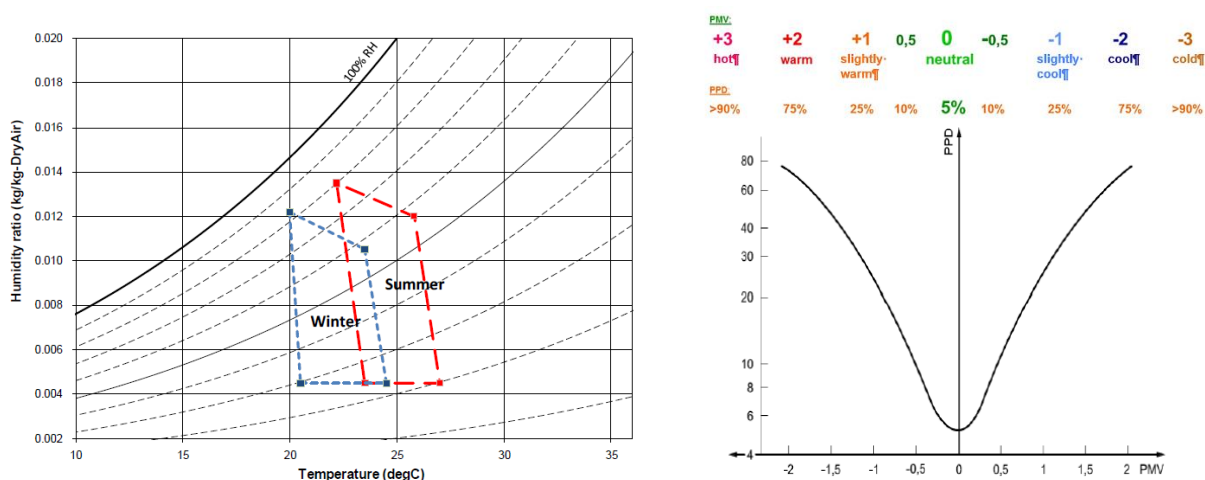 0.020
0.018
0.016
0.014
0.012
0.010
0.008
0.006
0.004
0.002
Humidity ratio (kg/kg-DryAir)
100% RH
Summer
Winter
10 15 20 25 30 35
Temperature (degC)
PMV:
+3 +2 +1 0,5 0 -0,5 -1 -2 -3
hot¶ warm slightly· neutral slightly· cool¶ cold¶
warm¶ cool¶
PPD:
>90% 75% 25% 10% 5% 10% 25% 75% >90%
PPD
80
60
40
30
20
10
8
6
4
-2 -1,5 -1 -0,5 0 0,5 1 1,5 2 PMV